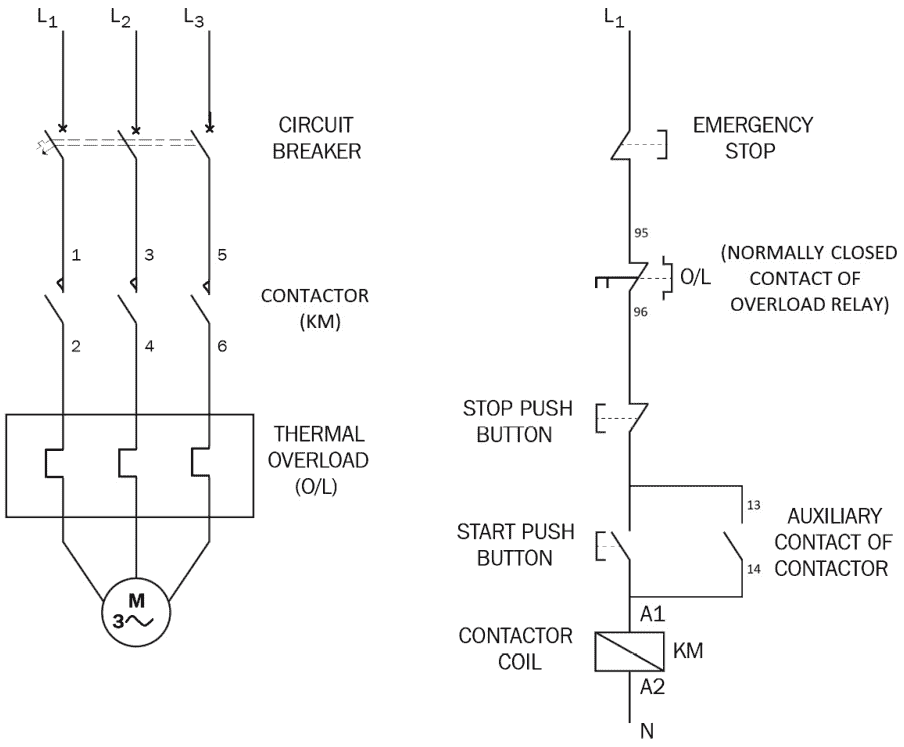 L1 L2 L3
CIRCUIT
BREAKER
1 3 5
CONTACTOR
(KM)
2 4 6
THERMAL
OVERLOAD
(O/L)
M
3
L1
EMERGENCY
STOP
95
O/L
(NORMALLY CLOSED
CONTACT OF
OVERLOAD RELAY)
96
STOP PUSH
BUTTON
START PUSH
BUTTON
13
14
AUXILIARY
CONTACT OF
CONTACTOR
A1
CONTACTOR
COIL
KM
A2
N